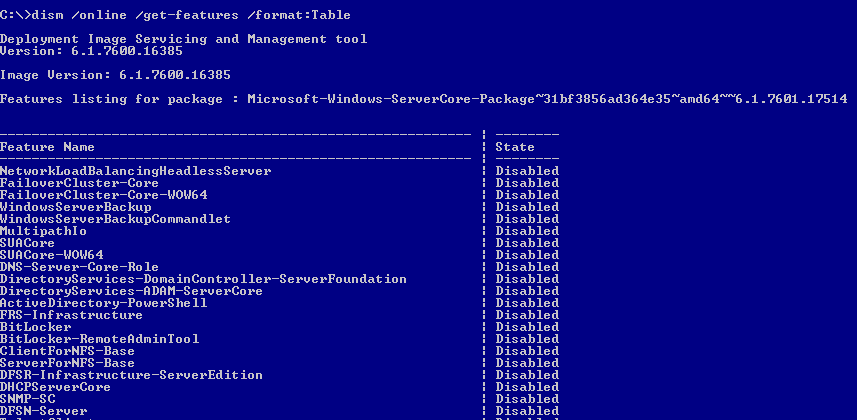 C:\>dism /online /get-features /format:Table
Deployment Image Servicing and Management tool
Version: 6.1.7600.16385
Image Version: 6.1.7600.16385
Features listing for package : Microsoft-Windows-ServerCore-Package~31bf3856ad364e35~amd64~~6.1.7601.17514
----------------------------------------------------------- | --------
Feature Name | State
----------------------------------------------------------- | --------
NetworkLoadBalancingHeadlessServer | Disabled
FailoverCluster-Core | Disabled
FailoverCluster-Core-WOW64 | Disabled
WindowsServerBackup | Disabled
WindowsServerBackupCommandlet | Disabled
MultipathIo | Disabled
SUACore | Disabled
SUACore-WOW64 | Disabled
DNS-Server-Core-Role | Disabled
DirectoryServices-DomainController-ServerFoundation | Disabled
DirectoryServices-ADAM-ServerCore | Disabled
ActiveDirectory-PowerShell | Disabled
FRS-Infrastructure | Disabled
BitLocker | Disabled
BitLocker-RemoteAdminTool | Disabled
ClientForNFS-Base | Disabled
ServerForNFS-Base | Disabled
DFSR-Infrastructure-ServerEdition | Disabled
DHCPServerCore | Disabled
SNMP-SC | Disabled
DFSN-Server | Disabled